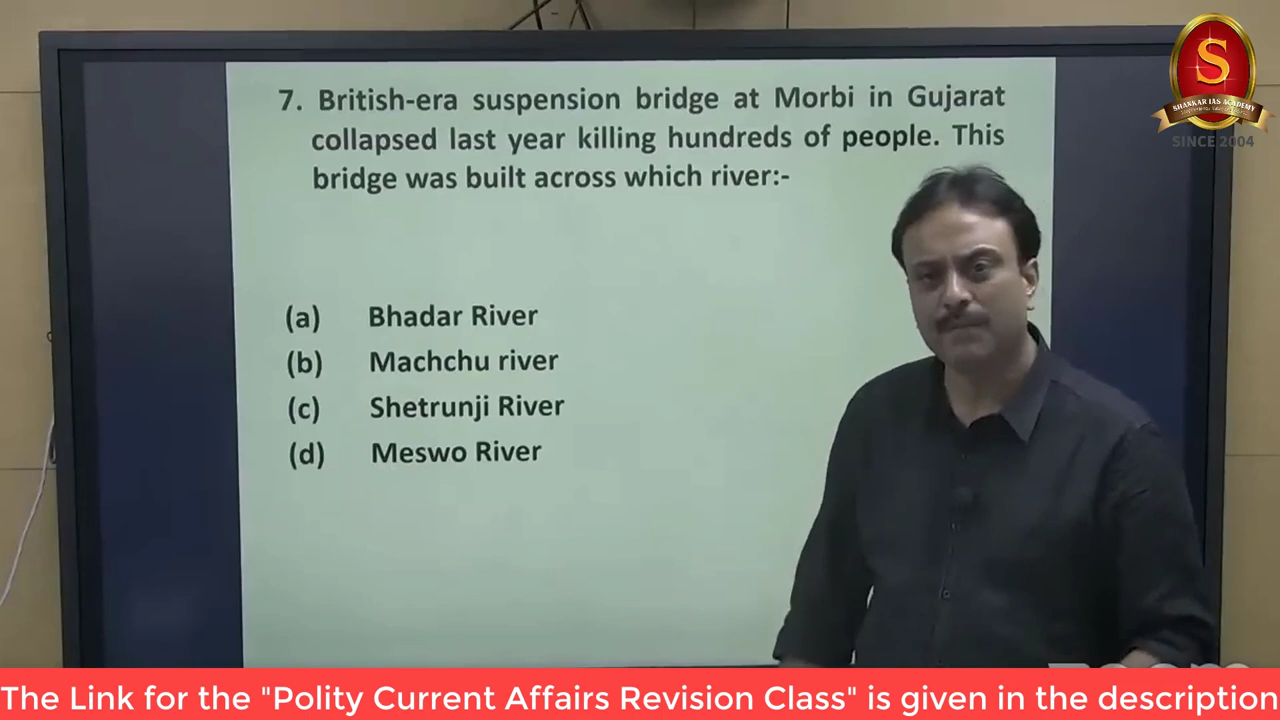 S
SHANKAR IAS ACADEMY
SINCE 2004
7. British-era suspension bridge at Morbi in Gujarat
collapsed last year killing hundreds of people. This
bridge was built across which river:-
(a) Bhadar River
(b) Machchu river
(c) Shetrunji River
(d) Meswo River
The Link for the "Polity Current Affairs Revision Class" is given in the description